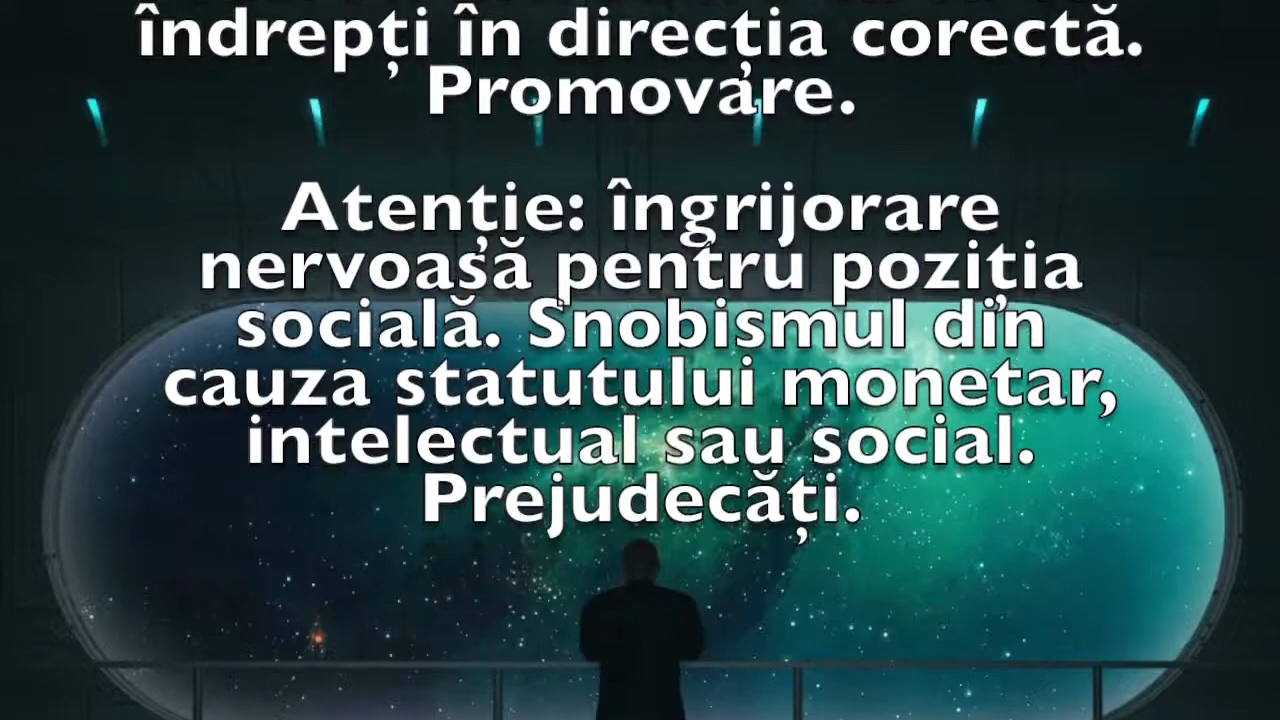 îndrepți în direcția corectă.
Promovare.
Atenție: îngrijorare
nervoasă pentru poziția
socială. Snobismul din
cauza statutului monetar,
intelectual sau social.
Prejudecăți.